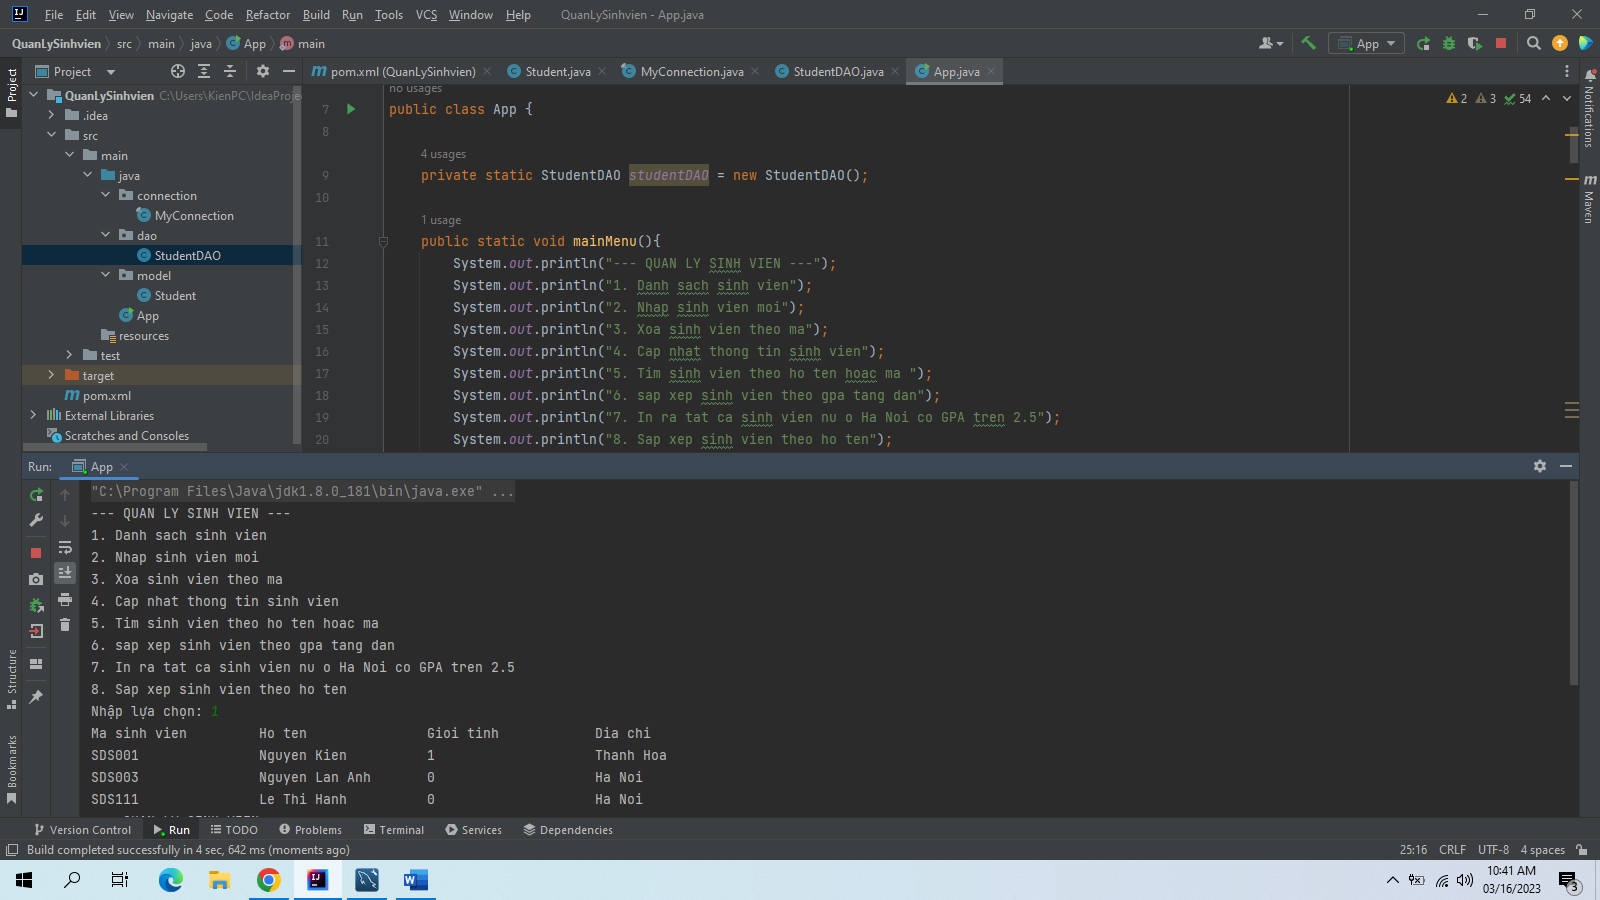 File Edit View Navigate Code Refactor Build Run Tools VCS Window Help QuanLySinhvien - App.java
QuanLySinhvien src main java App main
App
Project
pom.xml (QuanLySinhvien) Student.java MyConnection.java StudentDAO.java App.java
QuanLySinhvien C:\Users\KienPC\IdeaProje
.idea
src
main
java
connection
MyConnection
dao
StudentDAO
model
Student
App
resources
test
target
pom.xml
External Libraries
Scratches and Consoles
no usages
7 public class App {
8
4 usages
9 private static StudentDAO studentDAO = new StudentDAO();
10
1 usage
11 public static void mainMenu(){
12 System.out.println("--- QUAN LY SINH VIEN ---");
13 System.out.println("1. Danh sach sinh vien");
14 System.out.println("2. Nhap sinh vien moi");
15 System.out.println("3. Xoa sinh vien theo ma");
16 System.out.println("4. Cap nhat thong tin sinh vien");
17 System.out.println("5. Tim sinh vien theo ho ten hoac ma ");
18 System.out.println("6. sap xep sinh vien theo gpa tang dan");
19 System.out.println("7. In ra tat ca sinh vien nu o Ha Noi co GPA tren 2.5");
20 System.out.println("8. Sap xep sinh vien theo ho ten");
2 3 54
Project
Structure
Bookmarks
Notifications
Maven
Run: App
"C:\Program Files\Java\jdk1.8.0_181\bin\java.exe" ...
--- QUAN LY SINH VIEN ---
1. Danh sach sinh vien
2. Nhap sinh vien moi
3. Xoa sinh vien theo ma
4. Cap nhat thong tin sinh vien
5. Tim sinh vien theo ho ten hoac ma
6. sap xep sinh vien theo gpa tang dan
7. In ra tat ca sinh vien nu o Ha Noi co GPA tren 2.5
8. Sap xep sinh vien theo ho ten
Nhập lựa chọn: 1
Ma sinh vien Ho ten Gioi tinh Dia chi
SDS001 Nguyen Kien 1 Thanh Hoa
SDS003 Nguyen Lan Anh 0 Ha Noi
SDS111 Le Thi Hanh 0 Ha Noi
Version Control Run TODO Problems Terminal Services Dependencies
Build completed successfully in 4 sec, 642 ms (moments ago) 25:16 CRLF UTF-8 4 spaces
10:41 AM
03/16/2023
3